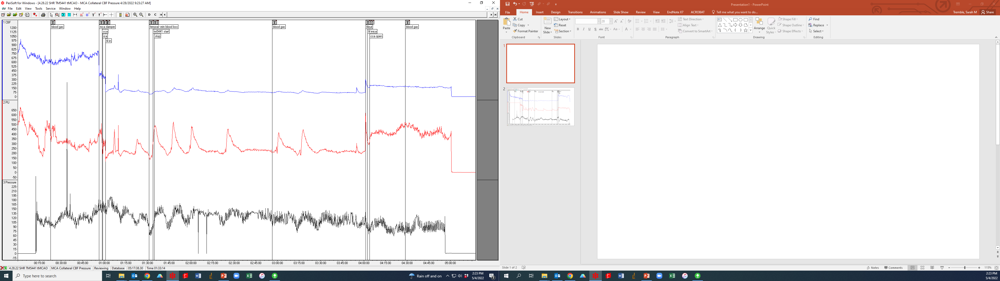 PeriSoft for Windows - [4.28.22 SHR TM5441 tMCAO - MCA Collateral CBF Pressure 4/28/2022 9:23:27 AM]
File Edit View Tools Service Window Help
D C
1 CBF
1200
1125
1050
975
900
825
750
675
600
525
450
375
300
225
150
75
0
T T T T T T T T T T T T
blood gas
mca damper
cca
ica
fil in
femoral vein blood loss
tm5441 start
stop
blood gas
filout
fil inica
cca open
blood gas
2 PU
650
600
550
500
450
400
350
300
250
200
150
100
50
0
-50
3 Pressure
225
210
195
180
165
150
135
120
105
90
75
60
45
30
15
0
-15
00:15:00 00:30:00 00:45:00 01:00:00 01:15:00 01:30:00 01:45:00 02:00:00 02:15:00 02:30:00 02:45:00 03:00:00 03:15:00 03:30:00 03:45:00 04:00:00 04:15:00 04:30:00 04:45:00 05:00:00
4.28.22 SHR TM5441 tMCAO MCA Collateral CBF Pressure Reviewing Database 05:17:38.30 Time 01:33:14
Type here to search
Rain off and on
2:23 PM
5/4/2022
3
Presentation1 - PowerPoint
File Home Insert Design Transitions Animations Slide Show Review View EndNote X7 ACROBAT Tell me what you want to do... Tremble, Sarah M Share
Paste
Cut
Copy
Format Painter
Clipboard
New Slide
Layout
Reset
Section
Slides
28
B I U S abc AV Aa A
Font
Text Direction
Align Text
Convert to SmartArt
Paragraph
Arrange
Quick Styles
Shape Fill
Shape Outline
Shape Effects
Drawing
Find
Replace
Select
Editing
1
2
Slide 1 of 2
Notes
Comments
115%
2:23 PM
5/4/2022